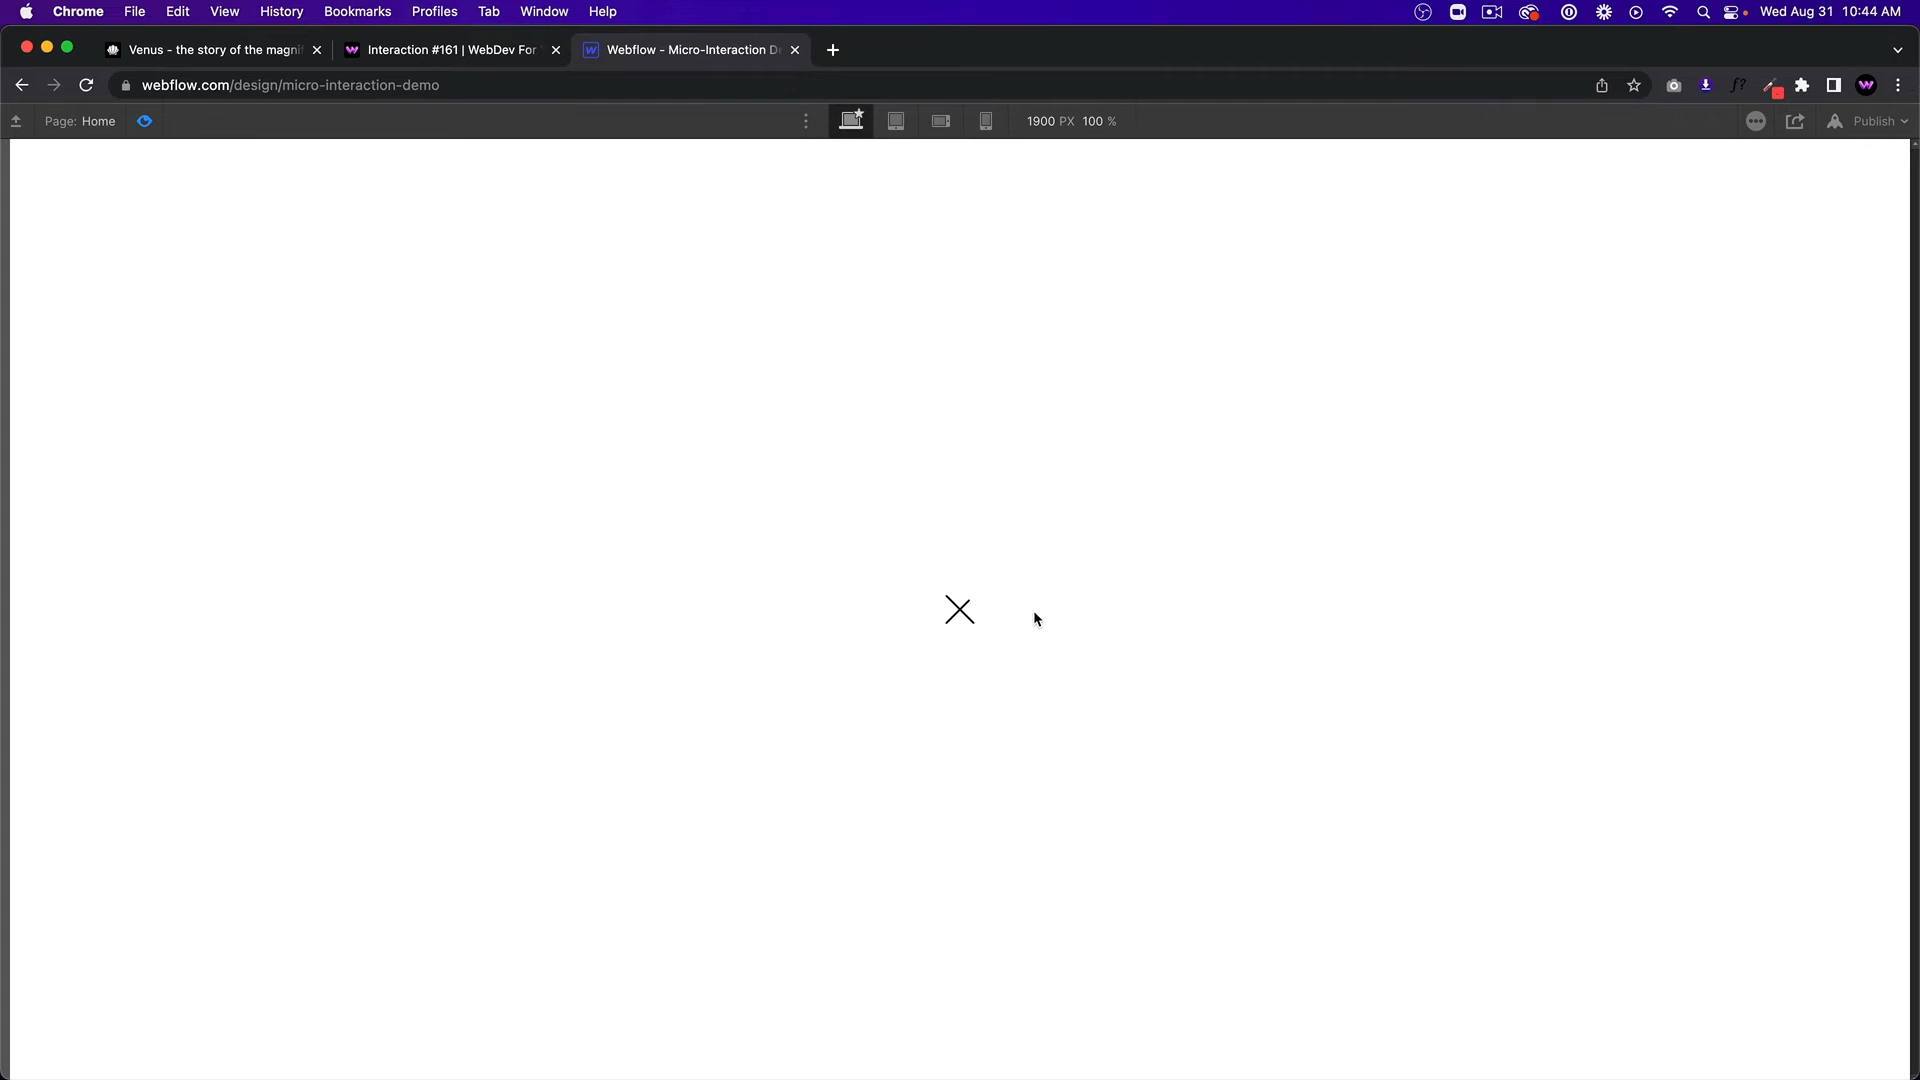 Chrome File Edit View History Bookmarks Profiles Tab Window Help Wed Aug 31 10:44 AM
Venus - the story of the magni Interaction #161 | WebDev For Webflow - Micro-Interaction De
webflow.com/design/micro-interaction-demo
Page: Home 1900 PX 100 % Publish